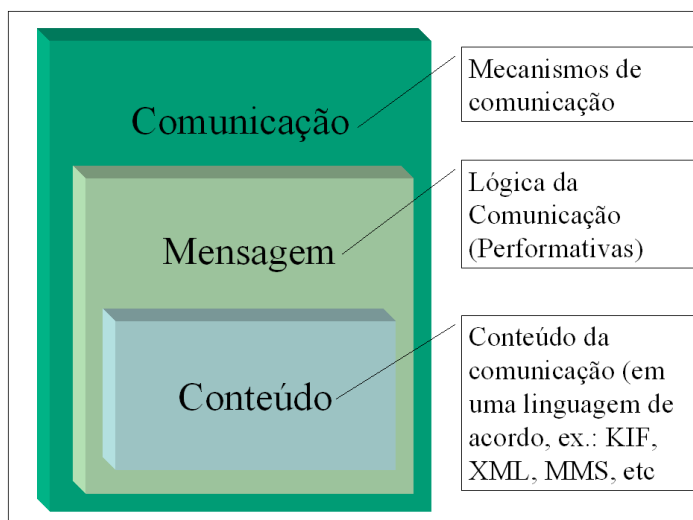 Comunicação
Mensagem
Conteúdo
Mecanismos de
comunicação
Lógica da
Comunicação
(Performativas)
Conteúdo da
comunicação (em
uma linguagem de
acordo, ex.: KIF,
XML, MMS, etc